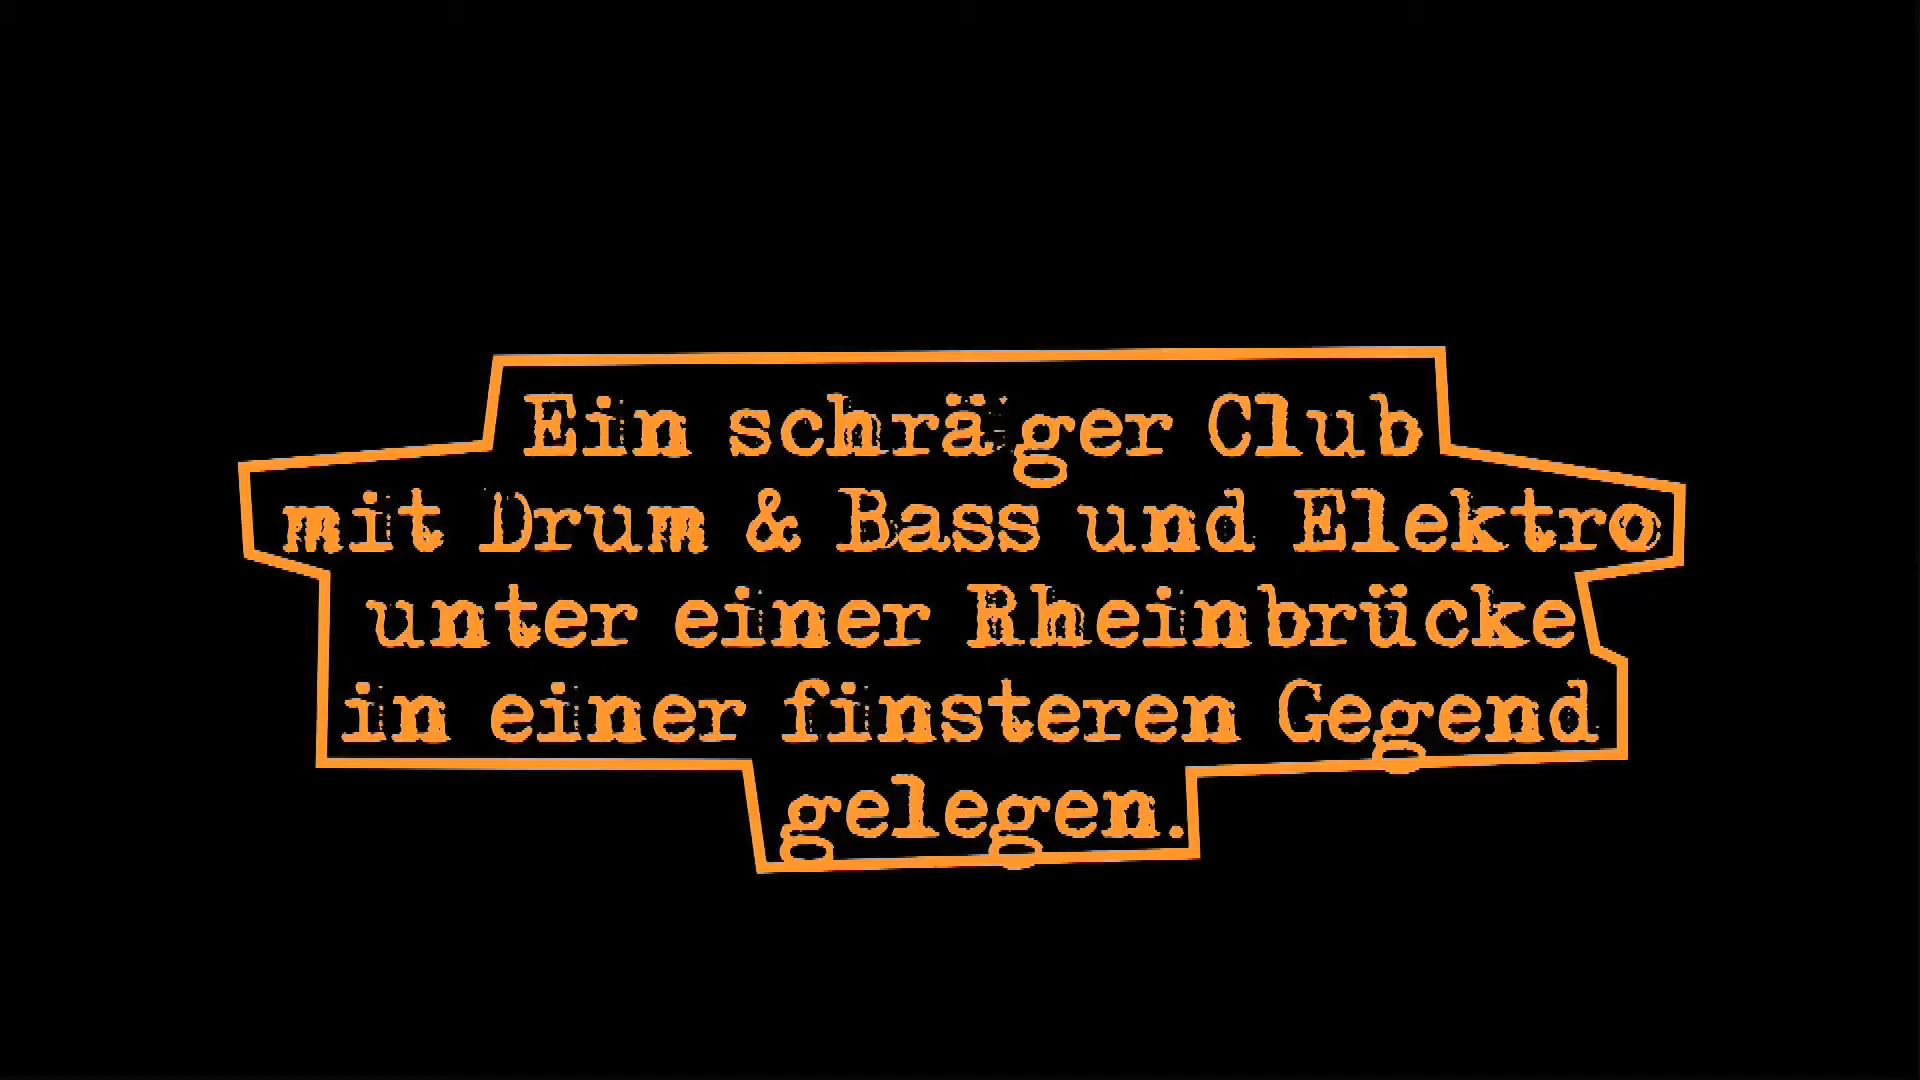 Ein schräger Club
mit Drum & Bass und Elektro
unter einer Rheinbrücke
in einer finsteren Gegend
gelegen.